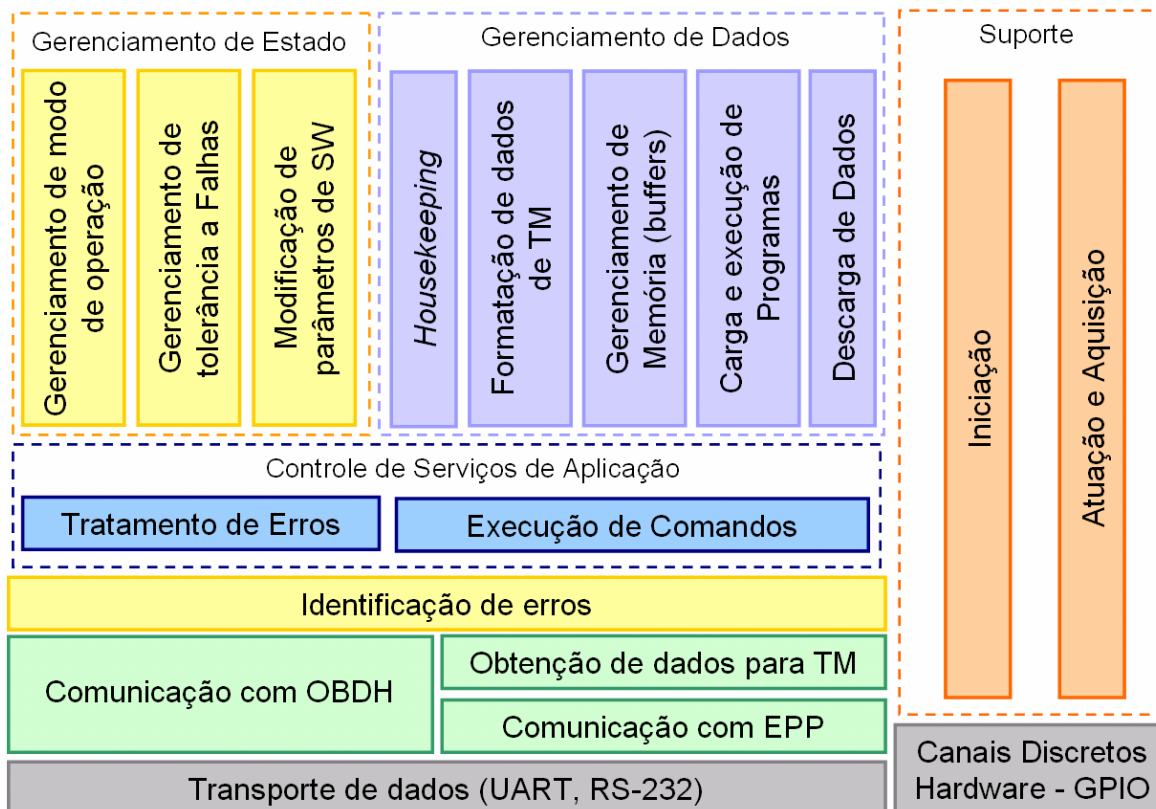 Gerenciamento de Estado
Gerenciamento de modo
de operação
Gerenciamento de
tolerância a Falhas
Modificação de
parâmetros de SW
Gerenciamento de Dados
Housekeeping
Formatação de dados
de TM
Gerenciamento de
Memória (buffers)
Carga e execução de
Programas
Descarga de Dados
Suporte
Iniciação
Atuação e Aquisição
Controle de Serviços de Aplicação
Tratamento de Erros
Execução de Comandos
Identificação de erros
Comunicação com OBDH
Obtenção de dados para TM
Comunicação com EPP
Transporte de dados (UART, RS-232)
Canais Discretos
Hardware - GPIO